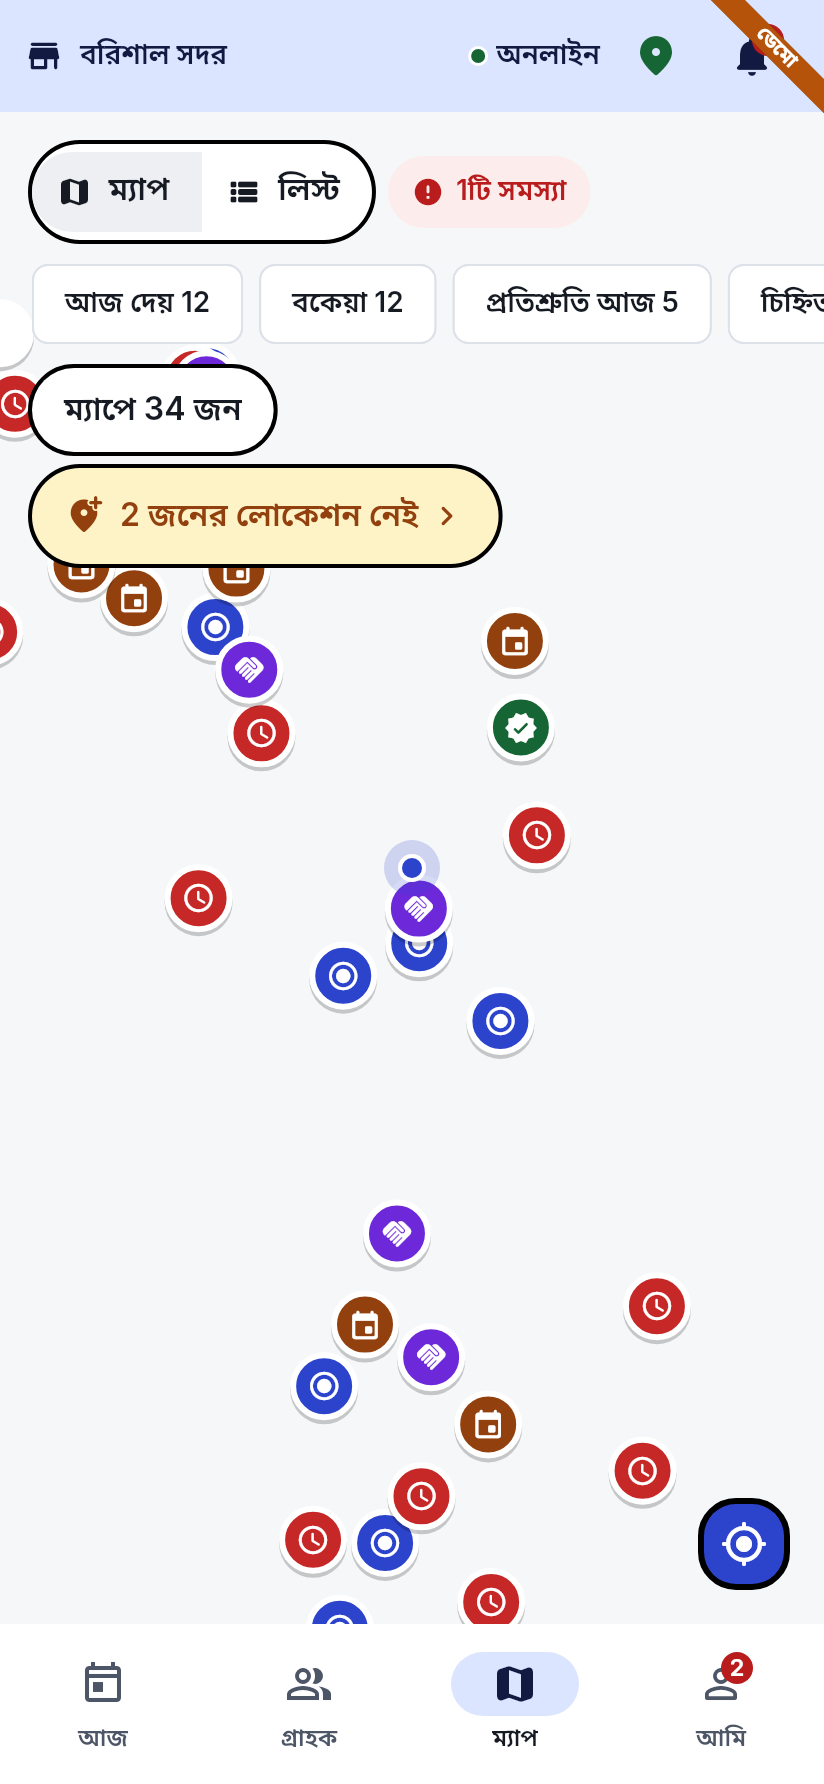 বরিশাল সদর
অনলাইন
ডেমো
ম্যাপ
লিস্ট
1টি সমস্যা
আজ দেয় 12
বকেয়া 12
প্রতিশ্রুতি আজ 5
ম্যাপে 34 জন
2 জনের লোকেশন নেই
আজ
গ্রাহক
ম্যাপ
2
আমি